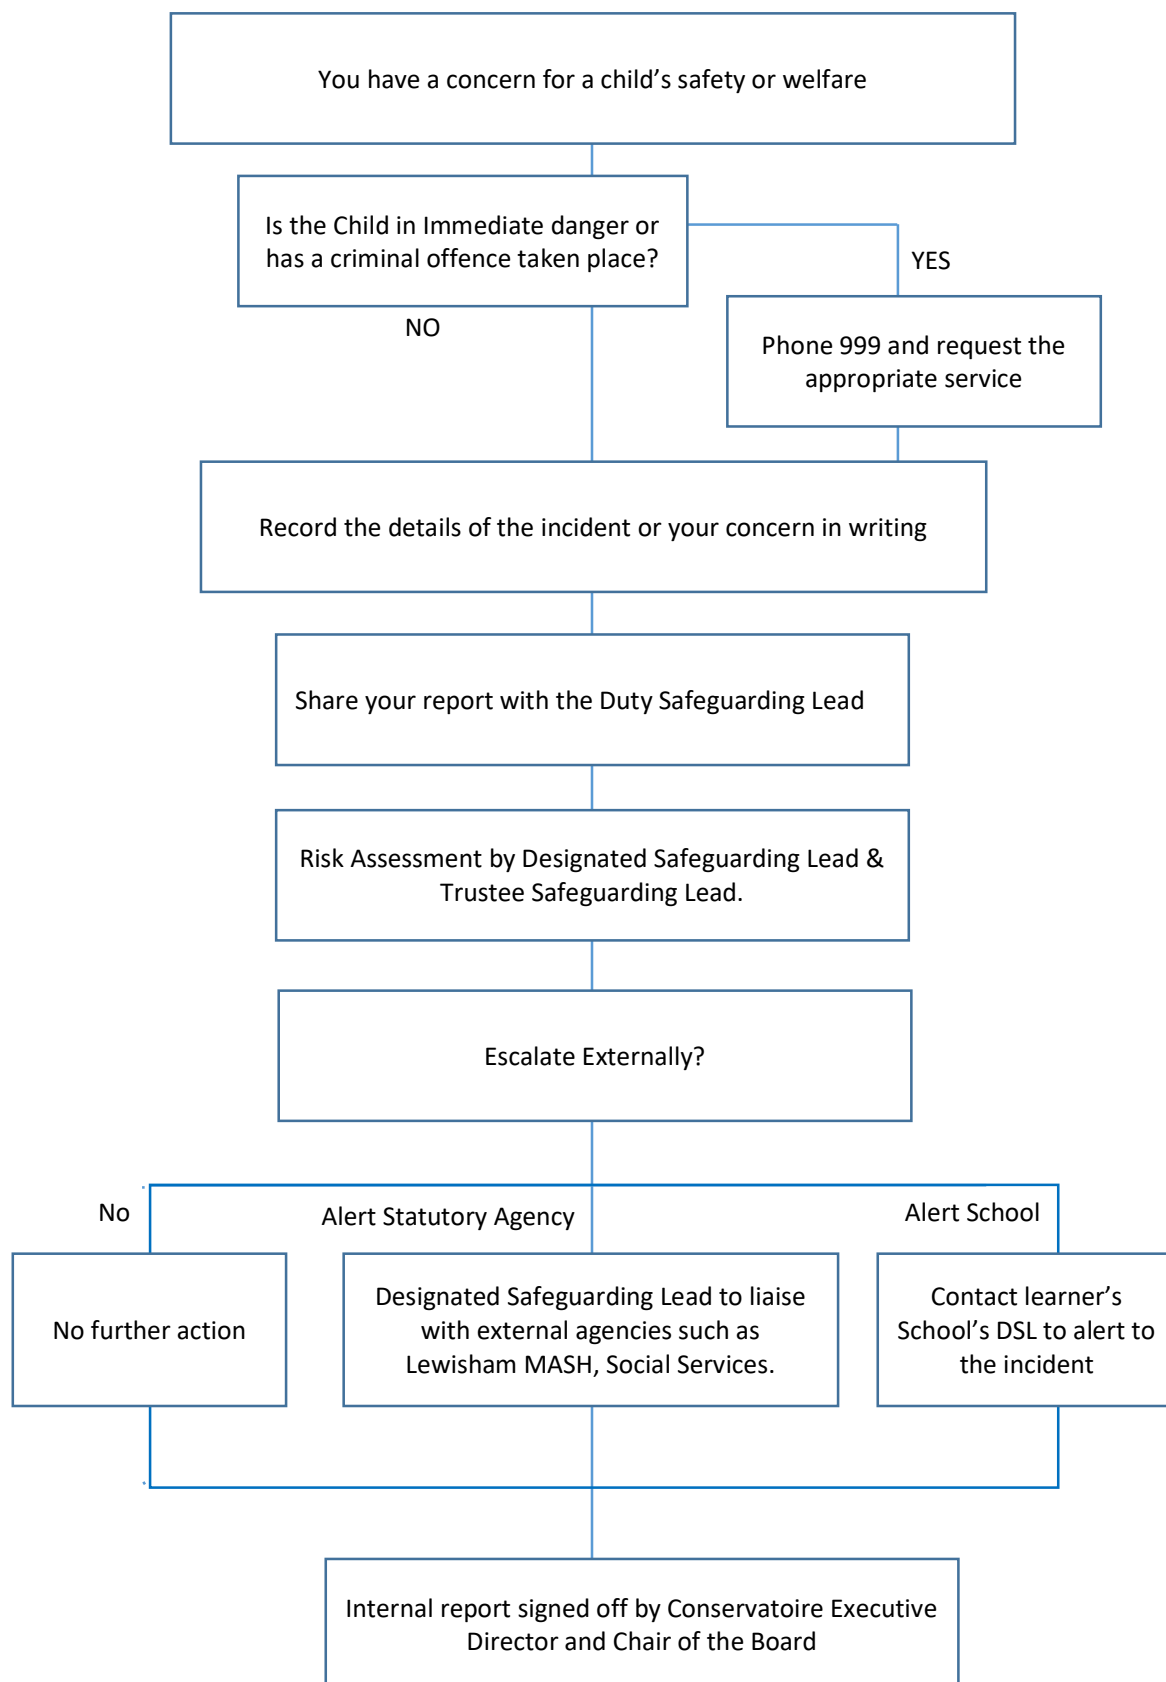 You have a concern for a child’s safety or welfare
Is the Child in Immediate danger or
has a criminal offence taken place?
YES
NO
Phone 999 and request the
appropriate service
Record the details of the incident or your concern in writing
Share your report with the Duty Safeguarding Lead
Risk Assessment by Designated Safeguarding Lead &
Trustee Safeguarding Lead.
Escalate Externally?
No
Alert Statutory Agency
Alert School
No further action
Designated Safeguarding Lead to liaise
with external agencies such as
Lewisham MASH, Social Services.
Contact learner’s
School’s DSL to alert to
the incident
Internal report signed off by Conservatoire Executive
Director and Chair of the Board